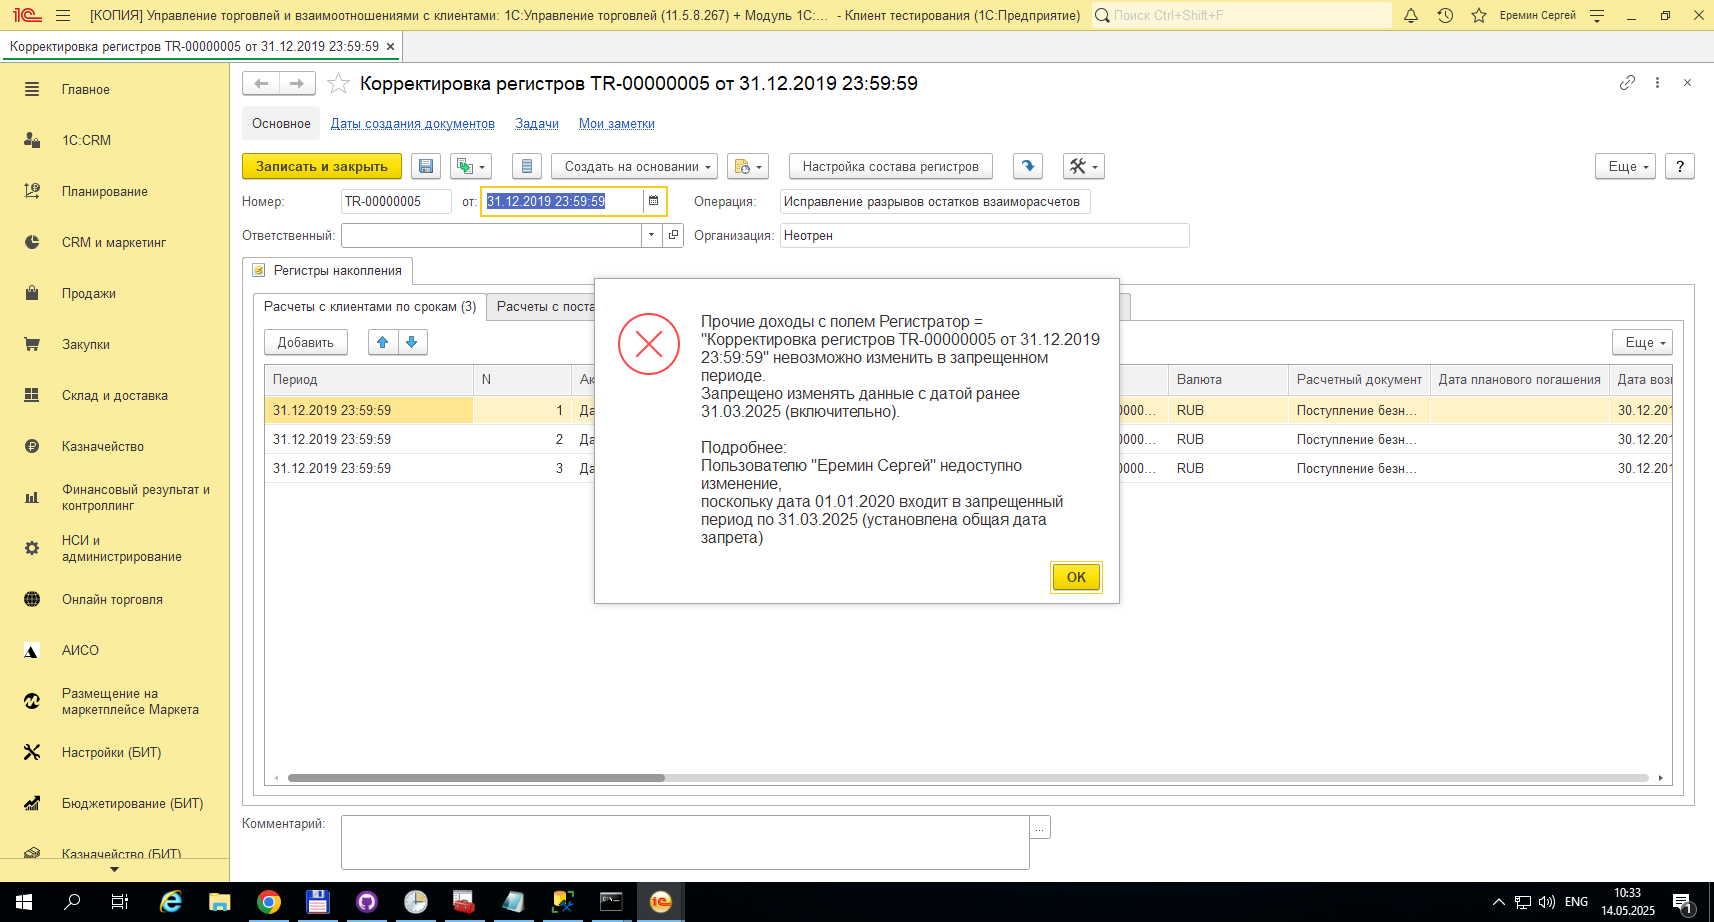 [КОПИЯ] Управление торговлей и взаимоотношениями с клиентами: 1С:Управление торговлей (11.5.8.267) + Модуль 1С:... - Клиент тестирования (1С:Предприятие)
Поиск Ctrl+Shift+F
Еремин Сергей
Корректировка регистров TR-00000005 от 31.12.2019 23:59:59
Главное
1С:CRM
Планирование
CRM и маркетинг
Продажи
Закупки
Склад и доставка
Казначейство
Финансовый результат и
контроллинг
НСИ и
администрирование
Онлайн торговля
АИСО
Размещение на
маркетплейсе Маркета
Настройки (БИТ)
Бюджетирование (БИТ)
Казначейство (БИТ)
Корректировка регистров TR-00000005 от 31.12.2019 23:59:59
Основное Даты создания документов Задачи Мои заметки
Записать и закрыть Создать на основании Настройка состава регистров Еще ?
Номер: TR-00000005 от: 31.12.2019 23:59:59 Операция: Исправление разрывов остатков взаиморасчетов
Ответственный: Организация: Неотрен
Регистры накопления
Расчеты с клиентами по срокам (3) Расчеты с поста
Добавить Еще
Период N Ак Валюта Расчетный документ Дата планового погашения Дата воз
31.12.2019 23:59:59 1 Да 0000... RUB Поступление безн... 30.12.201
31.12.2019 23:59:59 2 Да 0000... RUB Поступление безн... 30.12.201
31.12.2019 23:59:59 3 Да 0000... RUB Поступление безн... 30.12.201
Прочие доходы с полем Регистратор =
"Корректировка регистров TR-00000005 от 31.12.2019
23:59:59" невозможно изменить в запрещенном
периоде.
Запрещено изменять данные с датой ранее
31.03.2025 (включительно).
Подробнее:
Пользователю "Еремин Сергей" недоступно
изменение,
поскольку дата 01.01.2020 входит в запрещенный
период по 31.03.2025 (установлена общая дата
запрета)
OK
Комментарий:
...
ENG
10:33
14.05.2025
1